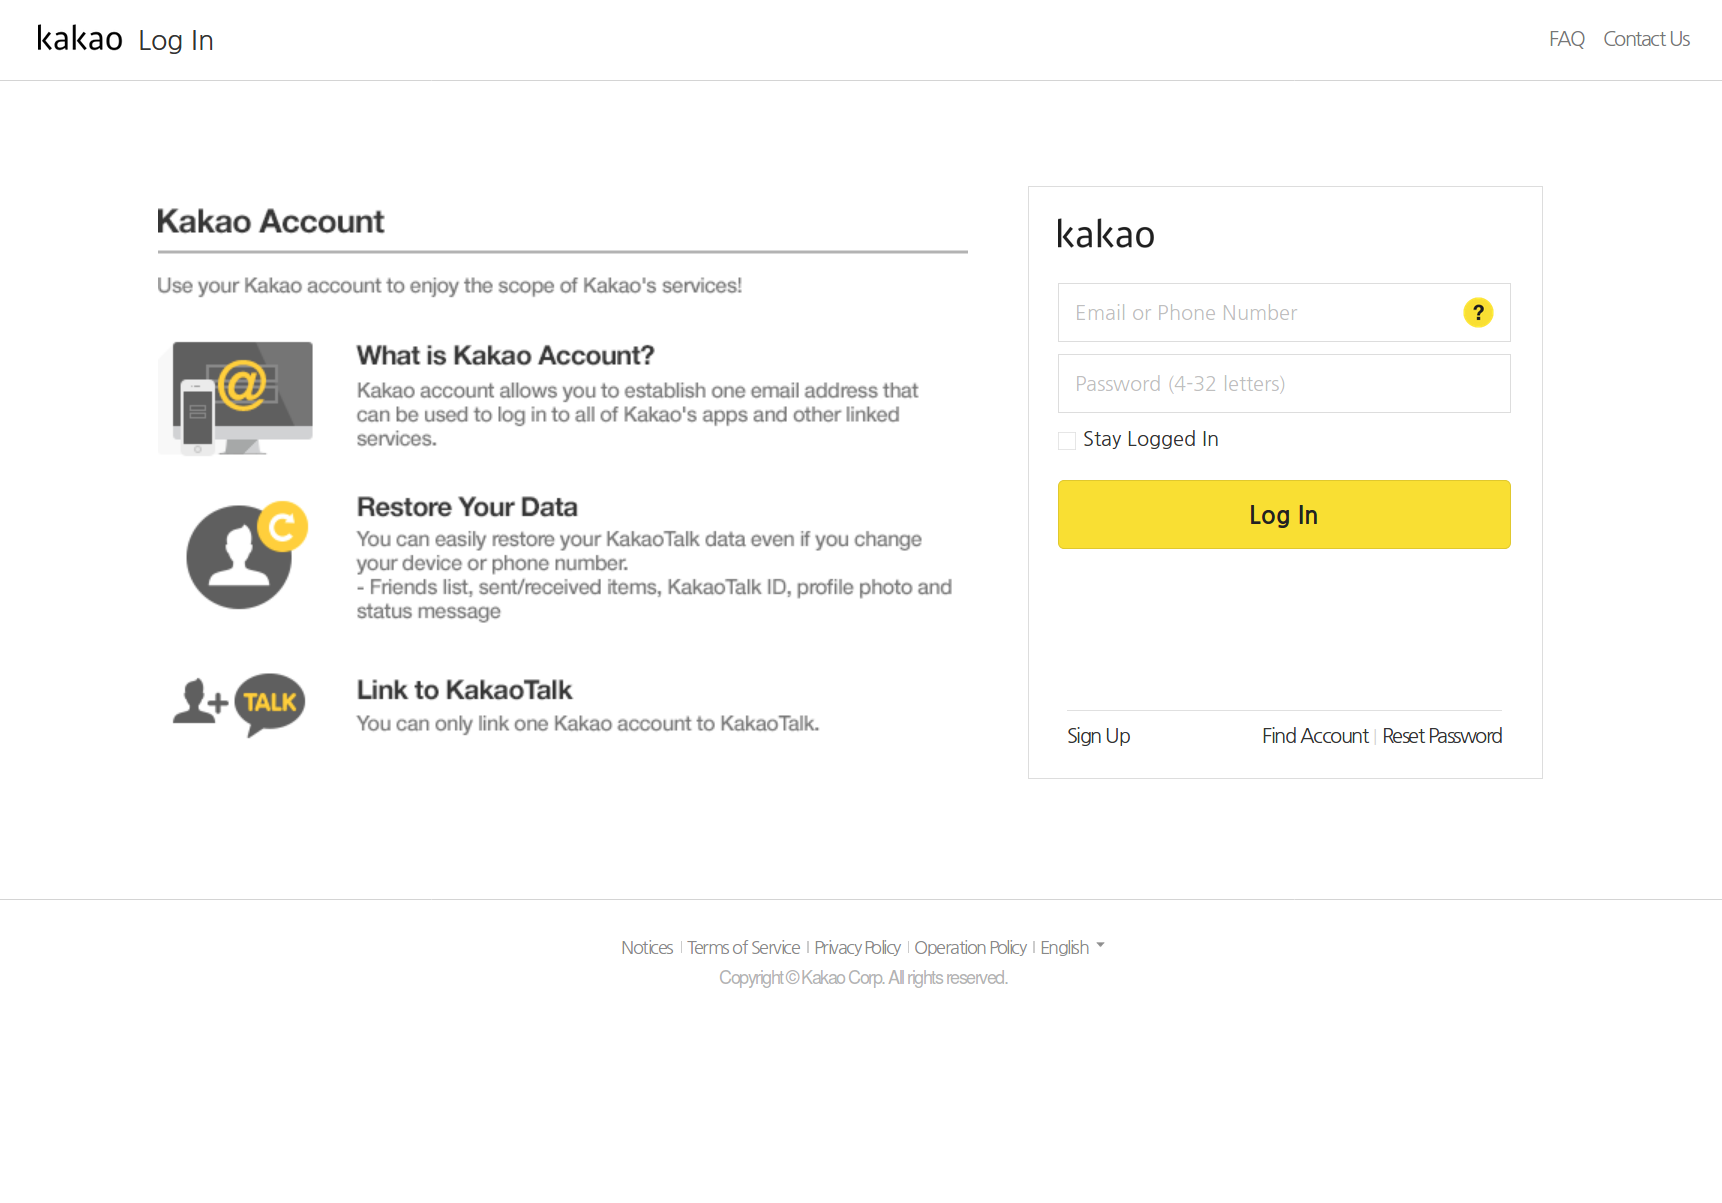 kakao Log In
FAQ Contact Us
Kakao Account
Use your Kakao account to enjoy the scope of Kakao's services!
@
What is Kakao Account?
Kakao account allows you to establish one email address that
can be used to log in to all of Kakao's apps and other linked
services.
Restore Your Data
You can easily restore your KakaoTalk data even if you change
your device or phone number.
- Friends list, sent/received items, KakaoTalk ID, profile photo and
status message
TALK
Link to KakaoTalk
You can only link one Kakao account to KakaoTalk.
kakao
Email or Phone Number ?
Password (4-32 letters)
Stay Logged In
Log In
Sign Up Find Account | Reset Password
Notices | Terms of Service | Privacy Policy | Operation Policy | English
Copyright © Kakao Corp. All rights reserved.